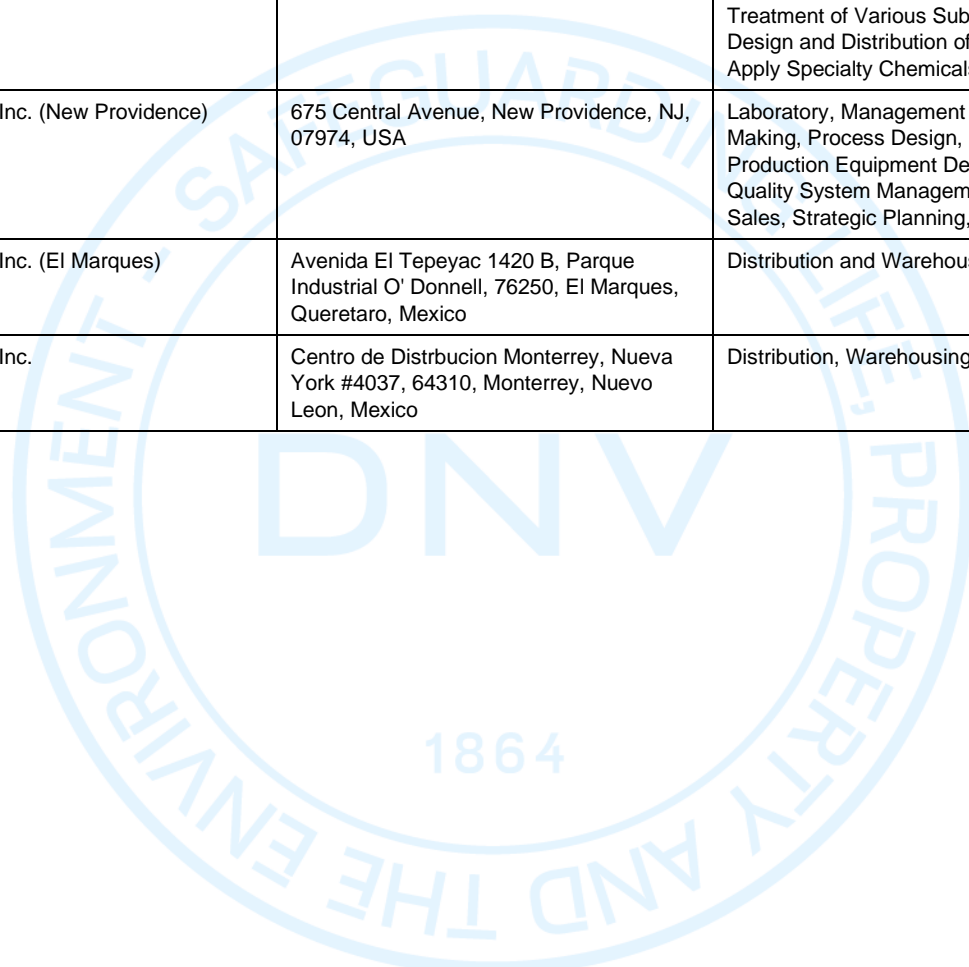 Treatment of Various Sub
Design and Distribution of
Apply Specialty Chemicals
Inc. (New Providence)
675 Central Avenue, New Providence, NJ,
07974, USA
Laboratory, Management
Making, Process Design,
Production Equipment De
Quality System Managem
Sales, Strategic Planning,
Inc. (El Marques)
Avenida El Tepeyac 1420 B, Parque
Industrial O' Donnell, 76250, El Marques,
Queretaro, Mexico
Distribution and Warehous
Inc.
Centro de Distrbucion Monterrey, Nueva
York #4037, 64310, Monterrey, Nuevo
Leon, Mexico
Distribution, Warehousing
SAFEGUARDING LIFE, PROPERTY AND THE ENVIRONMENT -
DNV
1864